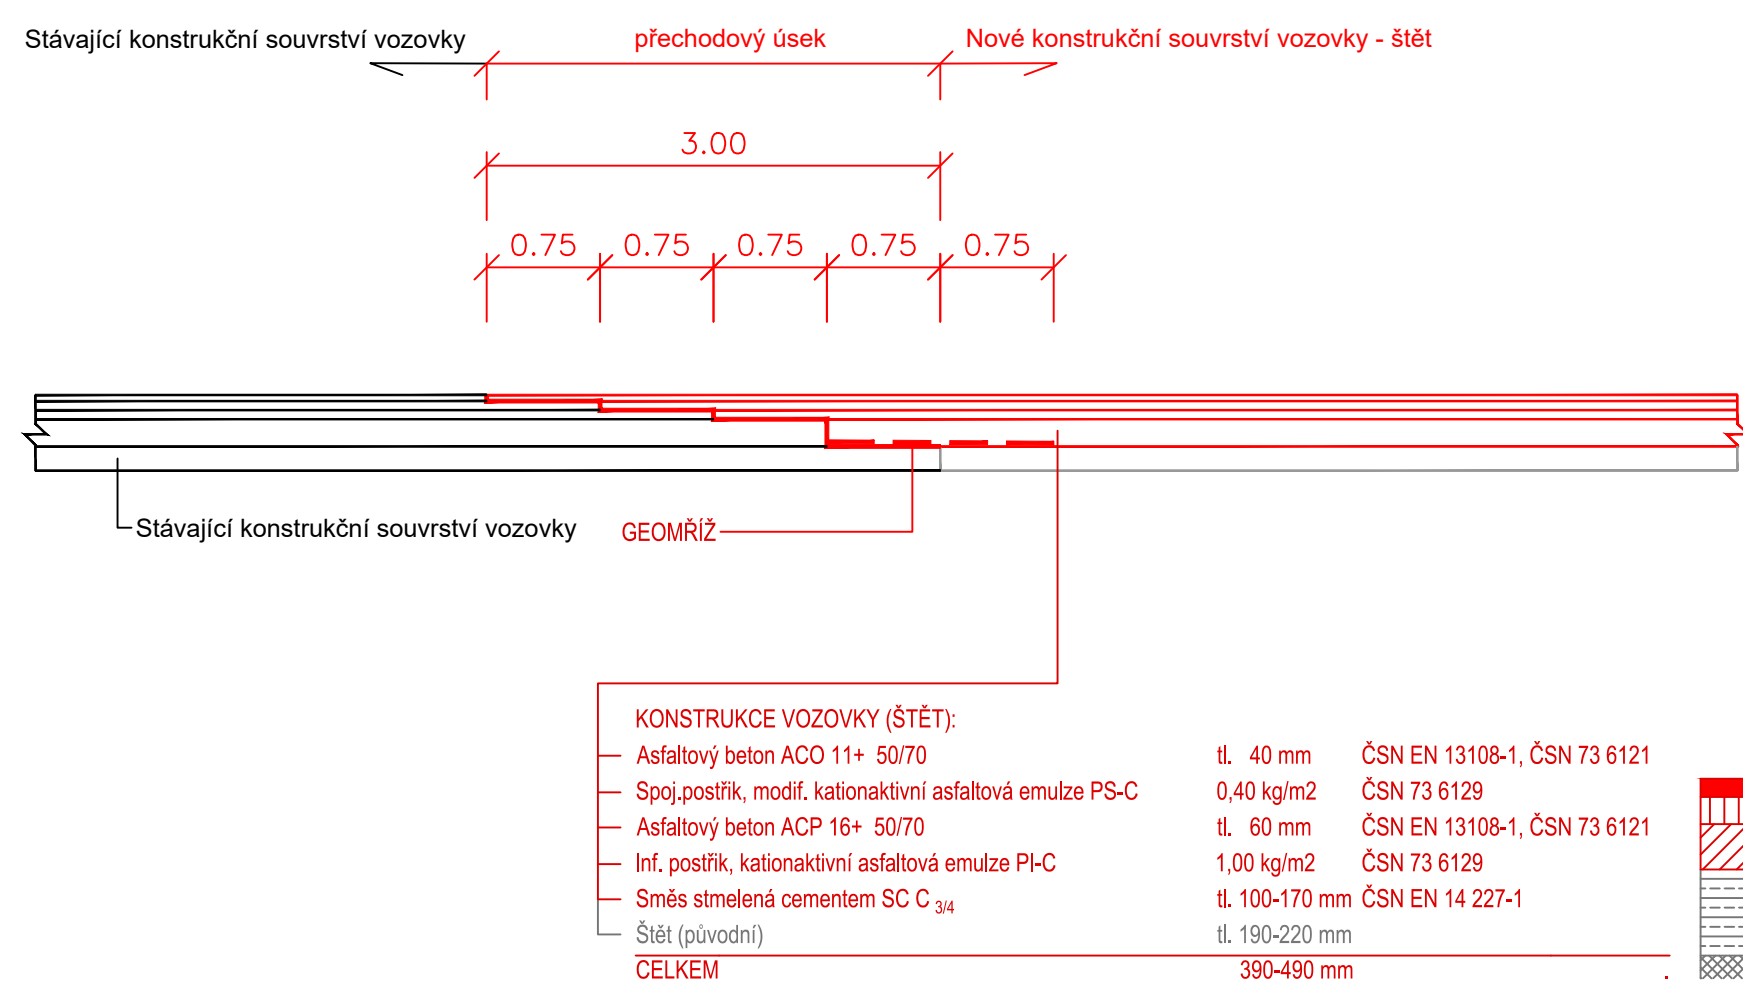 Stávající konstrukční souvrství vozovky přechodový úsek Nové konstrukční souvrství vozovky - štět
3.00
0.75 0.75 0.75 0.75 0.75
Stávající konstrukční souvrství vozovky GEOMŘÍŽ
KONSTRUKCE VOZOVKY (ŠTĚT):
Asfaltový beton ACO 11+ 50/70 tl. 40 mm ČSN EN 13108-1, ČSN 73 6121
Spoj.postřik, modif. kationaktivní asfaltová emulze PS-C 0,40 kg/m2 ČSN 73 6129
Asfaltový beton ACP 16+ 50/70 tl. 60 mm ČSN EN 13108-1, ČSN 73 6121
Inf. postřik, kationaktivní asfaltová emulze PI-C 1,00 kg/m2 ČSN 73 6129
Směs stmelená cementem SC C 3/4 tl. 100-170 mm ČSN EN 14 227-1
Štět (původní) tl. 190-220 mm
CELKEM 390-490 mm .